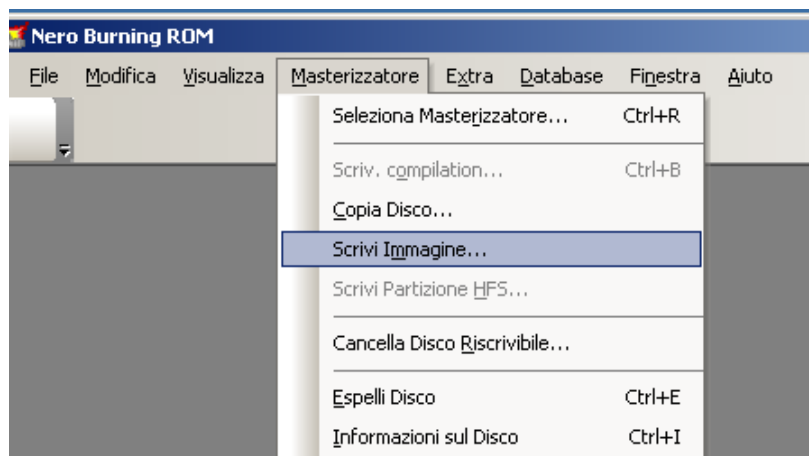 Nero Burning ROM
File Modifica Visualizza Masterizzatore Extra Database Finestra Aiuto
Seleziona Masterizzatore... Ctrl+R
Scriv. compilation... Ctrl+B
Copia Disco...
Scrivi Immagine...
Scrivi Partizione HFS...
Cancella Disco Riscrivibile...
Espelli Disco Ctrl+E
Informazioni sul Disco Ctrl+I